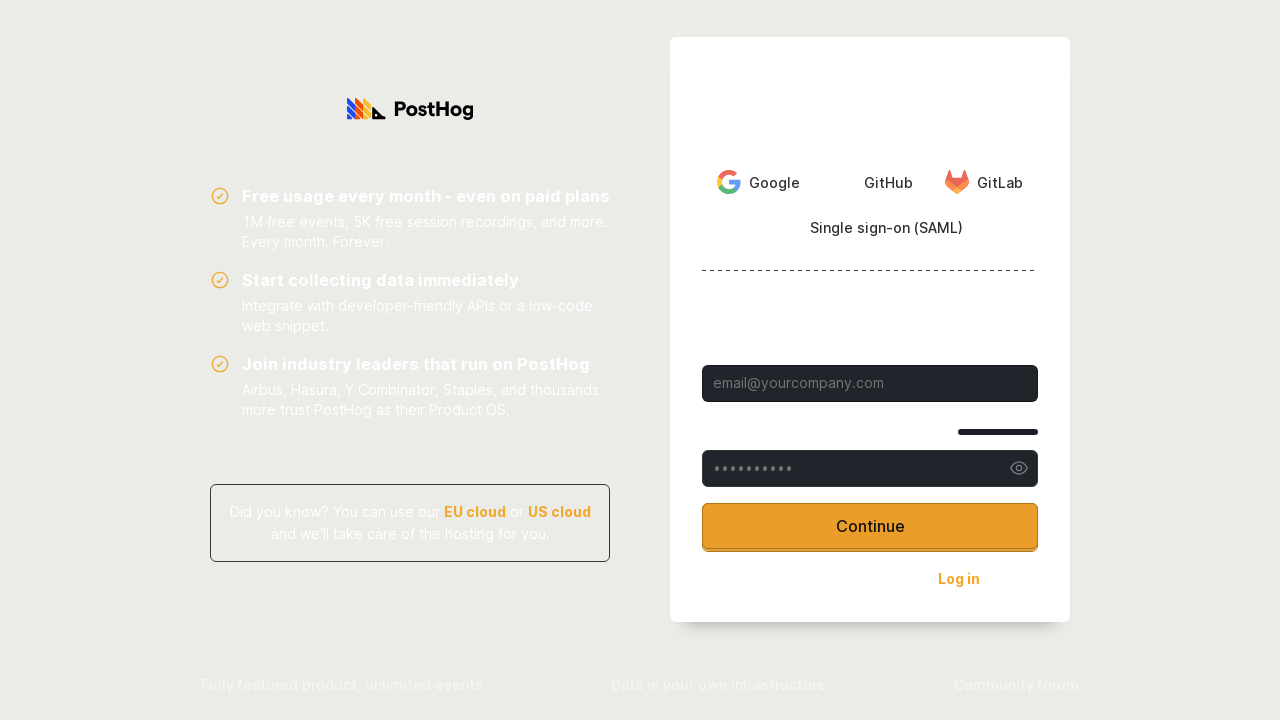 PostHog
Free usage every month - even on paid plans
1M free events, 5K free session recordings, and more.
Every month. Forever.
Start collecting data immediately
Integrate with developer-friendly APIs or a low-code
web snippet.
Join industry leaders that run on PostHog
Airbus, Hasura, Y Combinator, Staples, and thousands
more trust PostHog as their Product OS.
Did you know? You can use our EU cloud or US cloud
and we'll take care of the hosting for you.
Google
GitHub
GitLab
Single sign-on (SAML)
email@yourcompany.com
••••••••••
Continue
Log in
Fully featured product, unlimited events
Data in your own infrastructure
Community forum